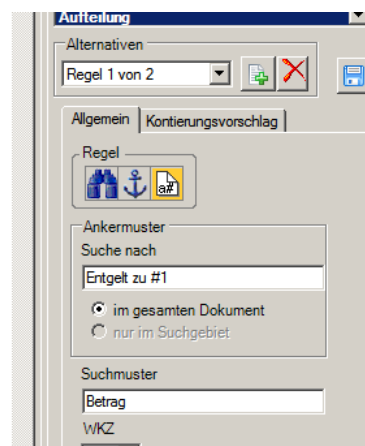 Aufteilung
Alternativen
Regel 1 von 2
Allgemein Kontierungsvorschlag
Regel
a#
Ankermuster
Suche nach
Entgelt zu #1
im gesamten Dokument
nur im Suchgebiet
Suchmuster
Betrag
WKZ